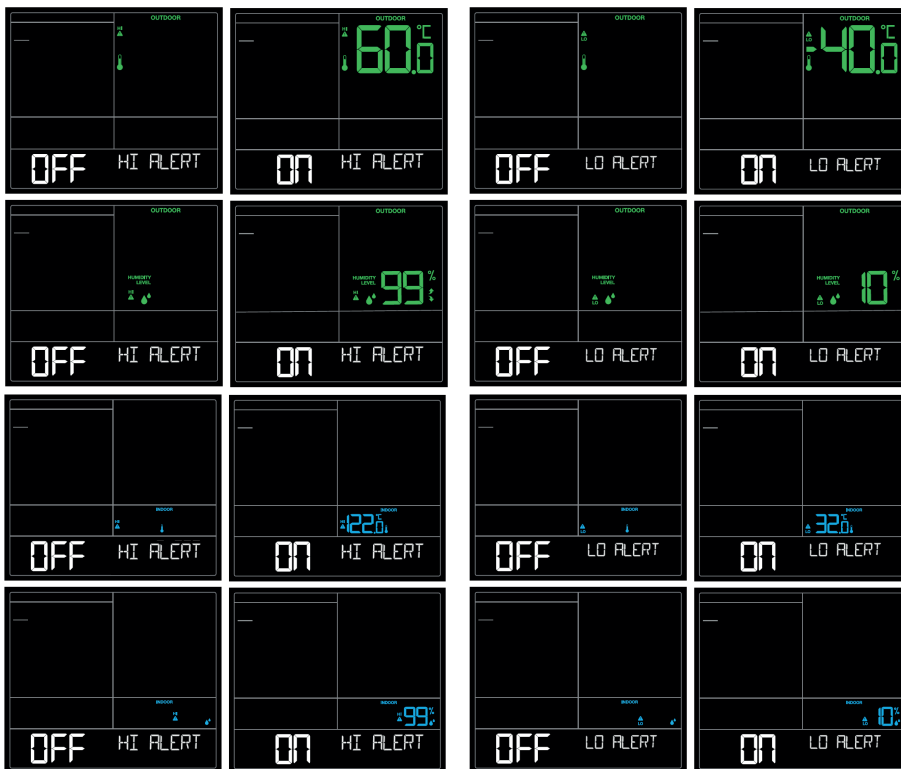 OUTDOOR
HI
OFF HI ALERT
OUTDOOR
HI 60.0 °C
ON HI ALERT
OUTDOOR
LO
OFF LO ALERT
OUTDOOR
LO -40.0 °C
ON LO ALERT
OUTDOOR
HUMIDITY
LEVEL
HI
OFF HI ALERT
OUTDOOR
HUMIDITY
LEVEL
HI 99 %
ON HI ALERT
OUTDOOR
HUMIDITY
LEVEL
LO
OFF LO ALERT
OUTDOOR
HUMIDITY
LEVEL
LO 10 %
ON LO ALERT
INDOOR
HI
OFF HI ALERT
INDOOR
HI 122.0 °C
ON HI ALERT
INDOOR
LO
OFF LO ALERT
INDOOR
LO 32.0 °C
ON LO ALERT
INDOOR
HI
OFF HI ALERT
INDOOR
HI 99 %
ON HI ALERT
INDOOR
LO
OFF LO ALERT
INDOOR
LO 10 %
ON LO ALERT